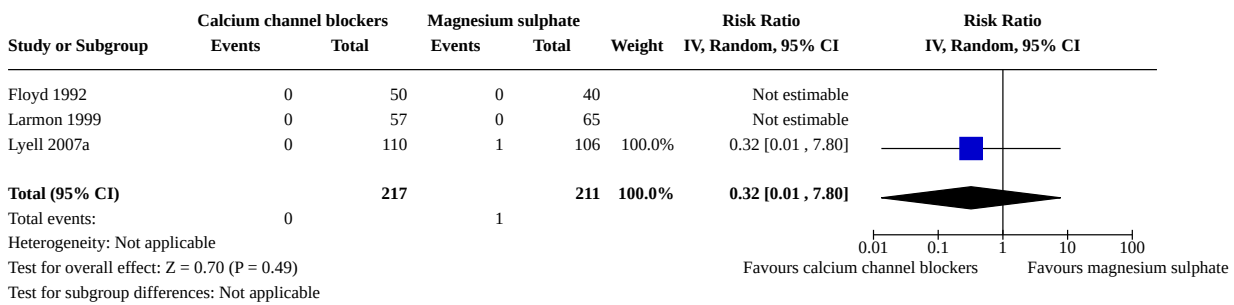 Calcium channel blockers Magnesium sulphate Risk Ratio Risk Ratio
Study or Subgroup Events Total Events Total Weight IV, Random, 95% CI IV, Random, 95% CI
Floyd 1992 0 50 0 40 Not estimable
Larmon 1999 0 57 0 65 Not estimable
Lyell 2007a 0 110 1 106 100.0% 0.32 [0.01 , 7.80]
Total (95% CI) 217 211 100.0% 0.32 [0.01 , 7.80]
Total events: 0 1
Heterogeneity: Not applicable
0.01 0.1 1 10 100
Test for overall effect: Z = 0.70 (P = 0.49) Favours calcium channel blockers Favours magnesium sulphate
Test for subgroup differences: Not applicable